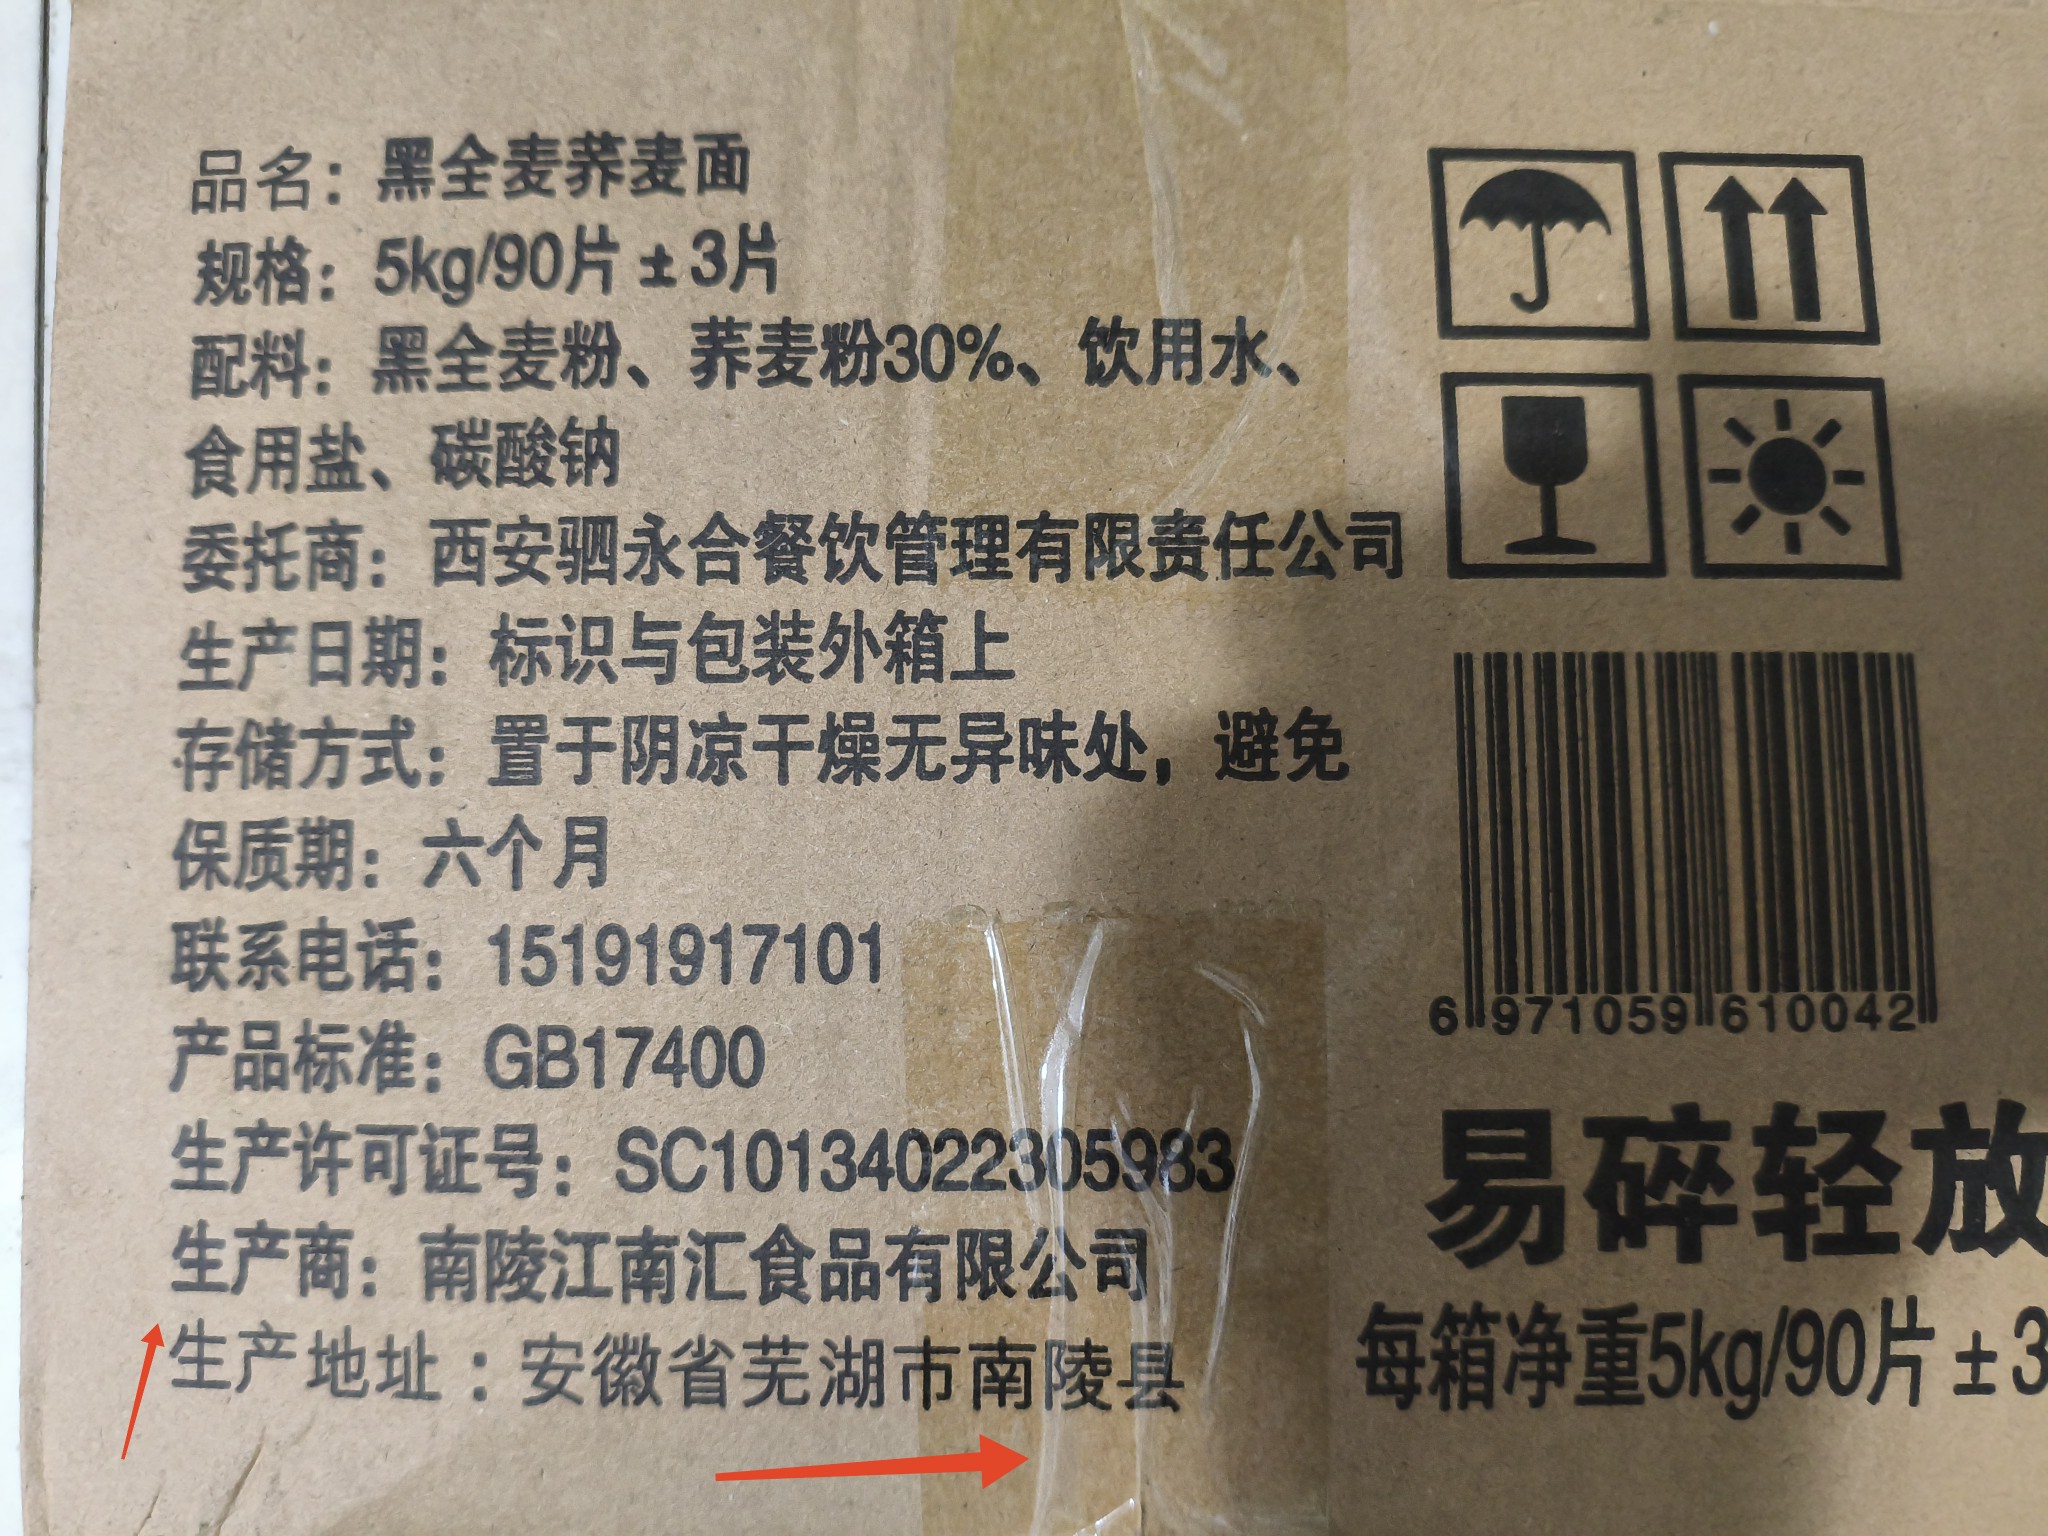 品名：黑全麦荞麦面
规格：5kg/90片±3片
配料：黑全麦粉、荞麦粉30%、饮用水、
食用盐、碳酸钠
委托商：西安驷永合餐饮管理有限责任公司
生产日期：标识与包装外箱上
存储方式：置于阴凉干燥无异味处，避免
保质期：六个月
联系电话：15191917101
产品标准：GB17400
生产许可证号：SC10134022305983
生产商：南陵江南汇食品有限公司
生产地址：安徽省芜湖市南陵县
6 971059 610042
易碎轻放
每箱净重5kg/90片±3